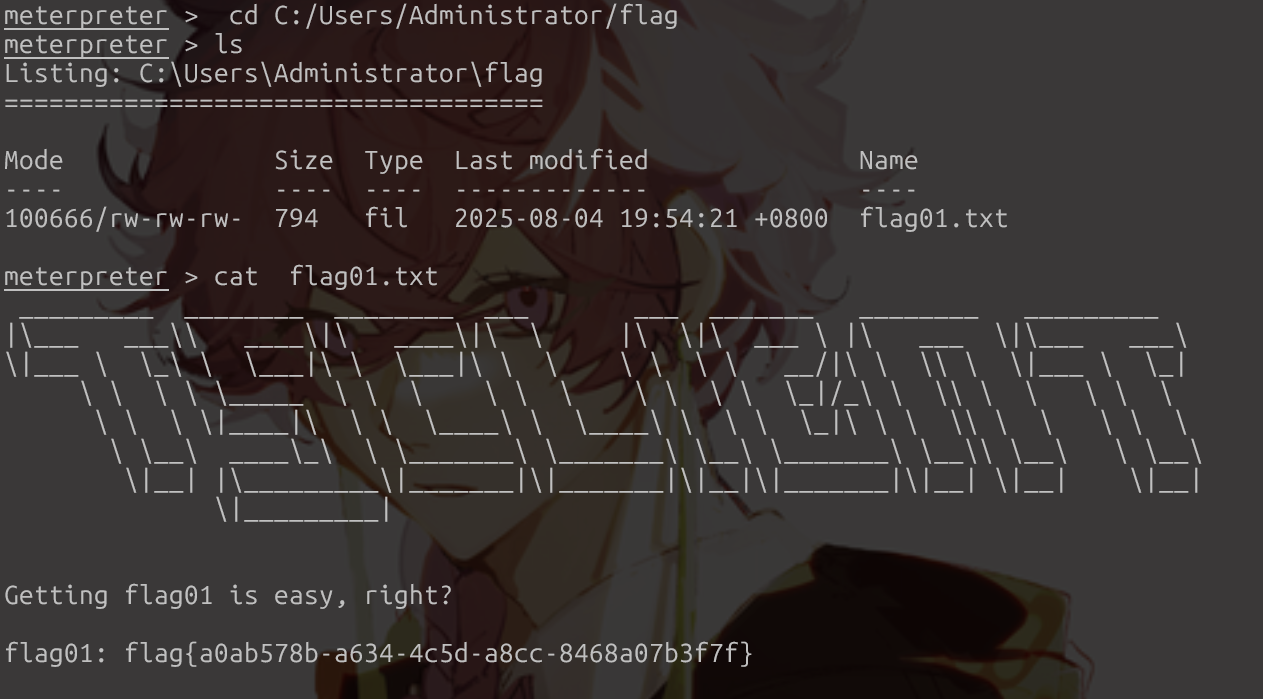 meterpreter >  cd C:/Users/Administrator/flag
meterpreter > ls
Listing: C:\Users\Administrator\flag
====================================

Mode              Size  Type  Last modified              Name
----              ----  ----  -------------              ----
100666/rw-rw-rw-  794   fil   2025-08-04 19:54:21 +0800  flag01.txt

meterpreter > cat  flag01.txt

Getting flag01 is easy, right?

flag01: flag{a0ab578b-a634-4c5d-a8cc-8468a07b3f7f}